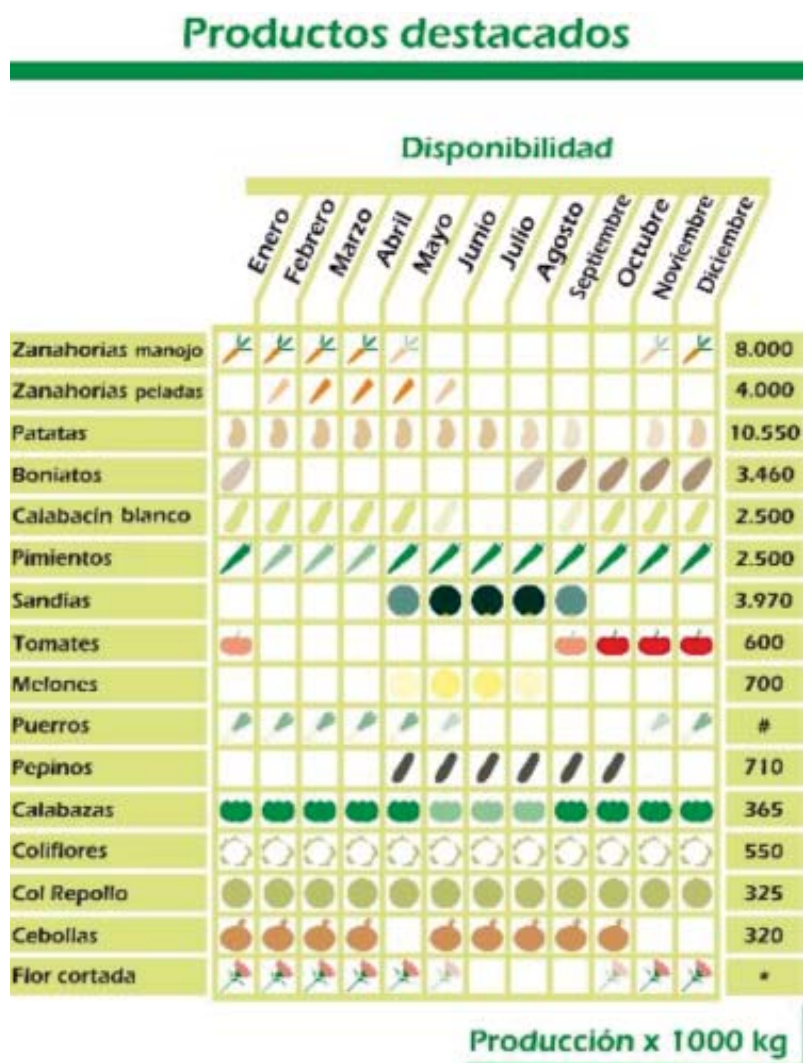 Productos destacados
Disponibilidad
Enero
Febrero
Marzo
Abril
Mayo
Junio
Julio
Agosto
Septiembre
Octubre
Noviembre
Diciembre
Zanahorias manojo 8.000
Zanahorias peladas 4.000
Patatas 10.550
Boniatos 3.460
Calabacín blanco 2.500
Pimientos 2.500
Sandías 3.970
Tomates 600
Melones 700
Puerros #
Pepinos 710
Calabazas 365
Coliflores 550
Col Repollo 325
Cebollas 320
Flor cortada *
Producción x 1000 kg